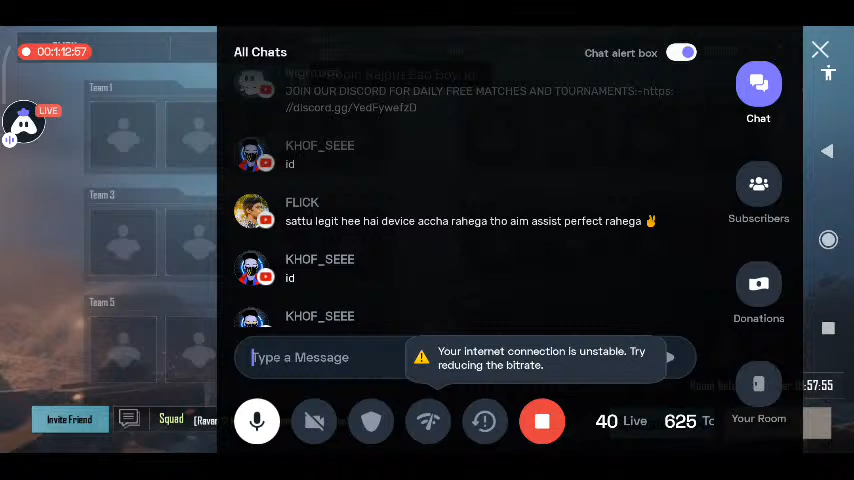 00:1:12:57
All Chats
Chat alert box
JOIN OUR DISCORD FOR DAILY FREE MATCHES AND TOURNAMENTS:-https:
//discord.gg/YedFywefzD
LIVE
Team 1
Chat
KHOF_SEEE
id
FLICK
sattu legit hee hai device accha rahega tho aim assist perfect rahega ✌
Team 3
Subscribers
KHOF_SEEE
id
KHOF_SEEE
Team 5
Donations
Type a Message
Your internet connection is unstable. Try
reducing the bitrate.
:57:55
Invite Friend
Squad
40 Live
625 To
Your Room